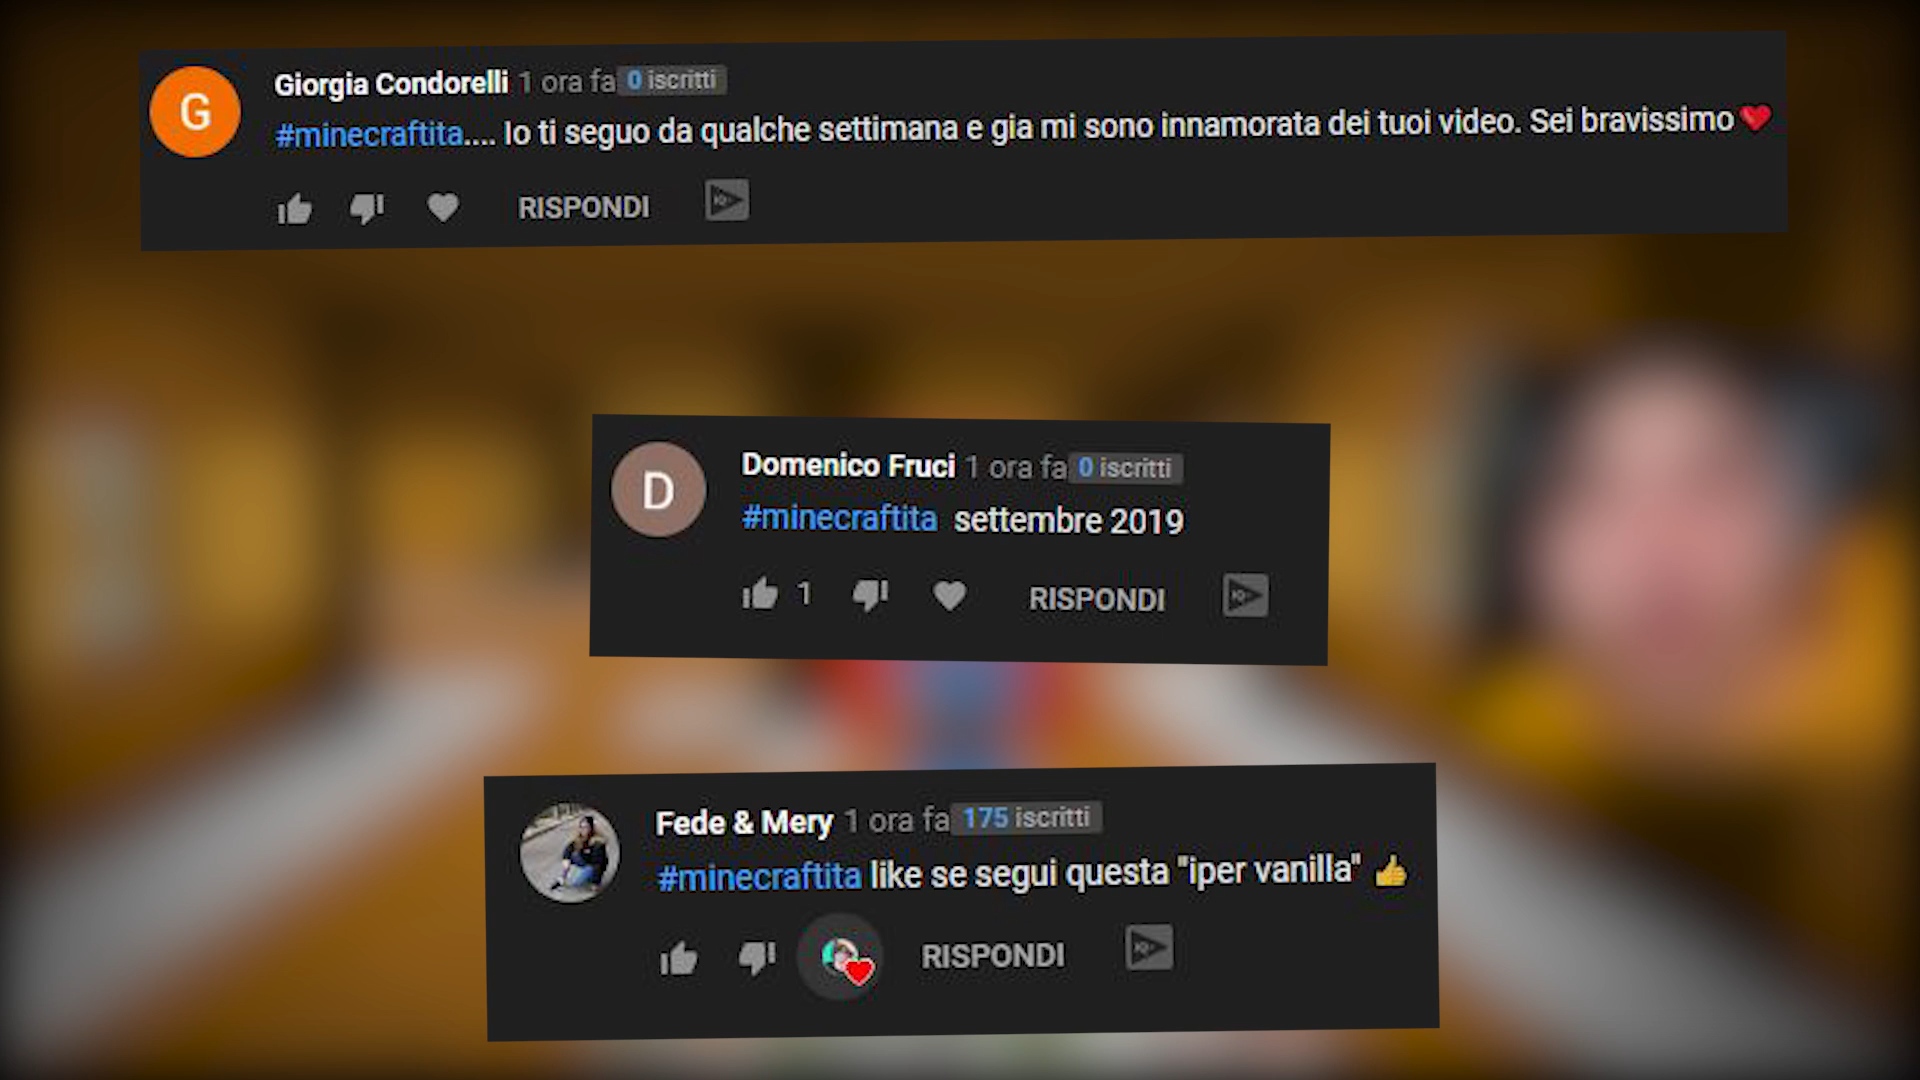 G
Giorgia Condorelli 1 ora fa 0 iscritti
#minecraftita.... Io ti seguo da qualche settimana e gia mi sono innamorata dei tuoi video. Sei bravissimo ❤️
RISPONDI
D
Domenico Fruci 1 ora fa 0 iscritti
#minecraftita settembre 2019
1 RISPONDI
Fede & Mery 1 ora fa 175 iscritti
#minecraftita like se segui questa "iper vanilla" 👍
RISPONDI